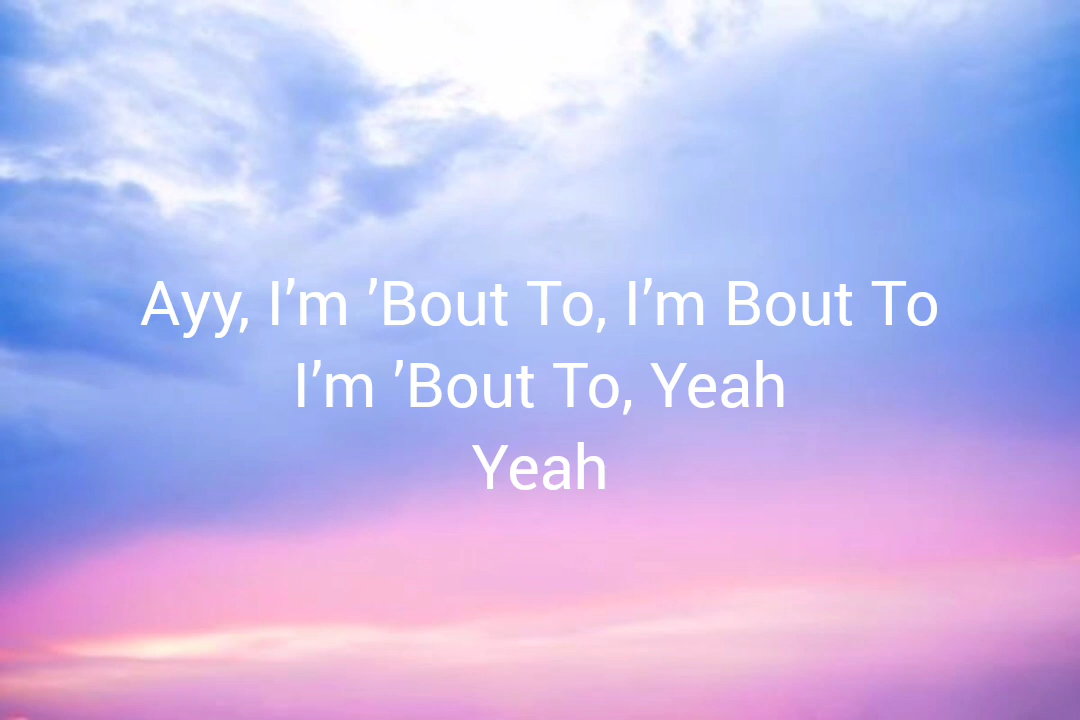 Ayy, I’m ’Bout To, I’m Bout To
I’m ’Bout To, Yeah
Yeah